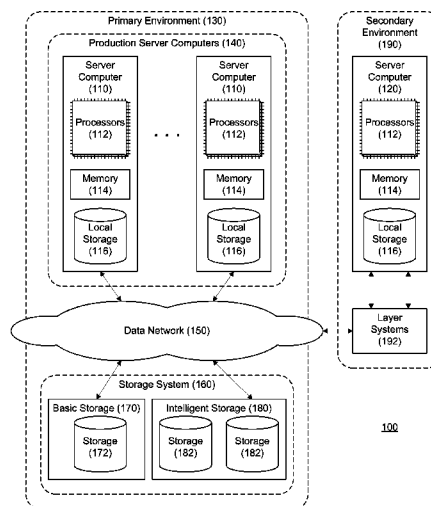 Primary Environment (130)
Production Server Computers (140)
Server
Computer
(110)
Processors
(112)
Memory
(114)
Local
Storage
(116)
. . .
Server
Computer
(110)
Processors
(112)
Memory
(114)
Local
Storage
(116)
Secondary
Environment
(190)
Server
Computer
(120)
Processors
(112)
Memory
(114)
Local
Storage
(116)
Data Network (150)
Layer
Systems
(192)
Storage System (160)
Basic Storage (170)
Storage
(172)
Intelligent Storage (180)
Storage
(182)
Storage
(182)
100